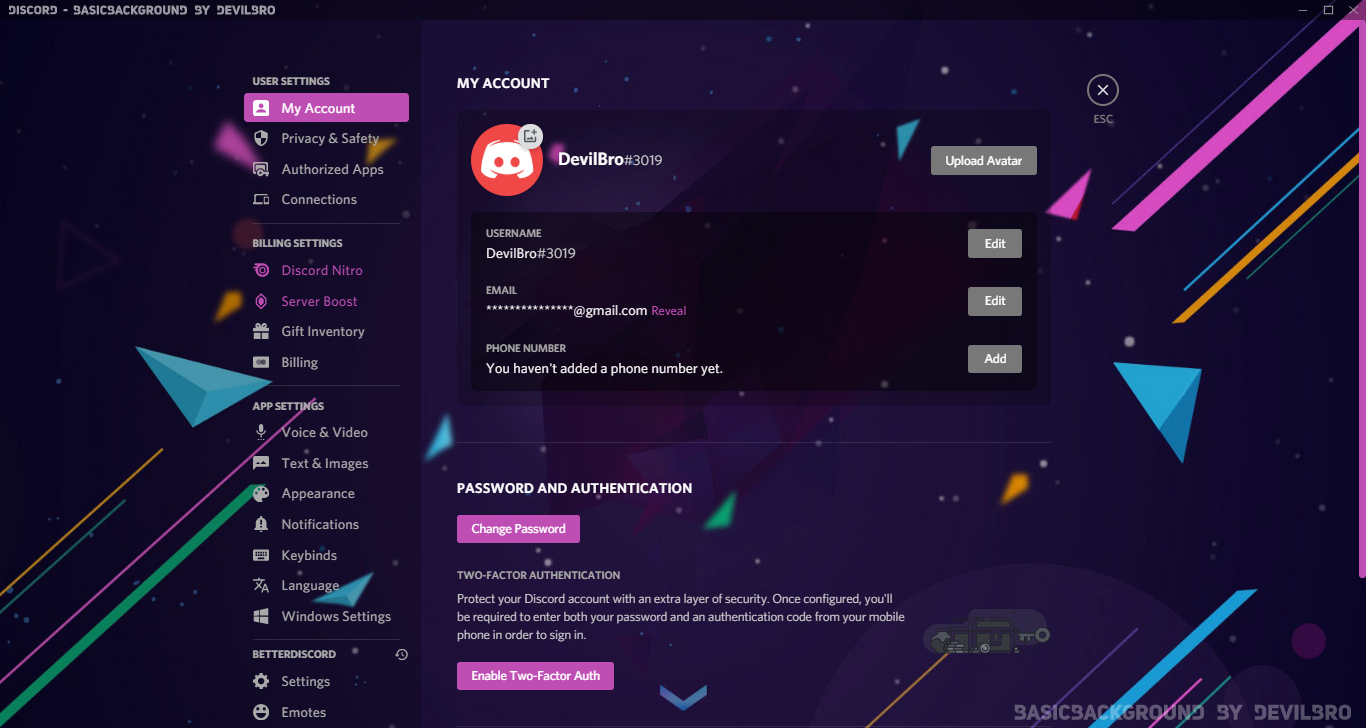 DISCORD - BASICBACKGROUND BY DEVILBRO
USER SETTINGS
My Account
Privacy & Safety
Authorized Apps
Connections
BILLING SETTINGS
Discord Nitro
Server Boost
Gift Inventory
Billing
APP SETTINGS
Voice & Video
Text & Images
Appearance
Notifications
Keybinds
Language
Windows Settings
BETTERDISCORD
Settings
Emotes
MY ACCOUNT
ESC
DevilBro#3019
Upload Avatar
USERNAME
DevilBro#3019
Edit
EMAIL
***************@gmail.com Reveal
Edit
PHONE NUMBER
You haven't added a phone number yet.
Add
PASSWORD AND AUTHENTICATION
Change Password
TWO-FACTOR AUTHENTICATION
Protect your Discord account with an extra layer of security. Once configured, you'll
be required to enter both your password and an authentication code from your mobile
phone in order to sign in.
Enable Two-Factor Auth
BASICBACKGROUND BY DEVILBRO